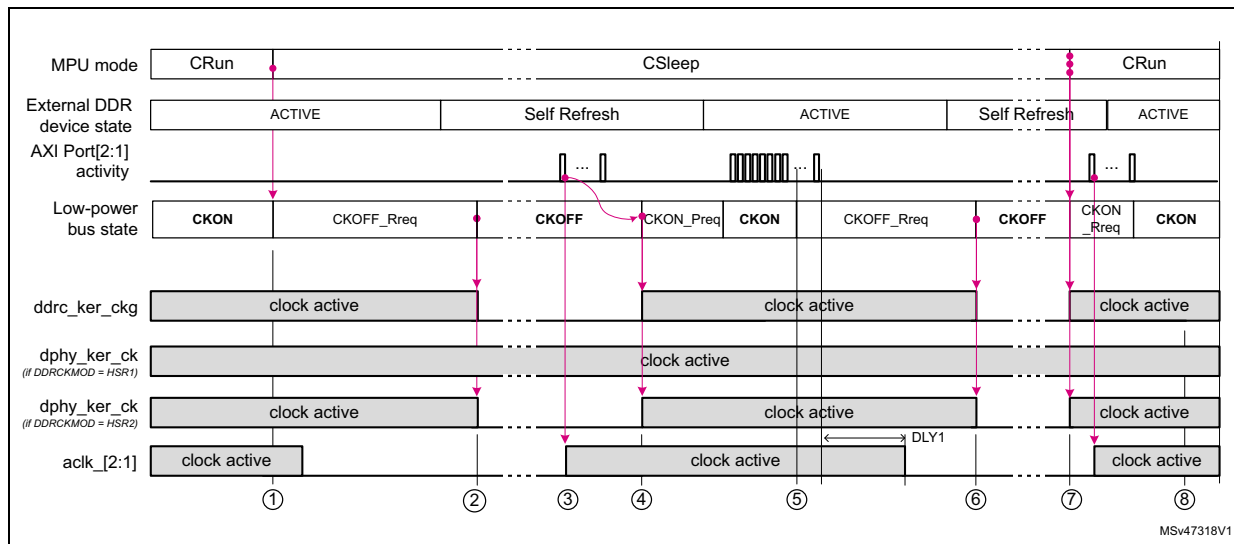 MPU mode
CRun
CSleep
CRun
External DDR
device state
ACTIVE
Self Refresh
ACTIVE
Self Refresh
ACTIVE
AXI Port[2:1]
activity
...
...
...
Low-power
bus state
CKON
CKOFF_Rreq
CKOFF
CKON_Preq
CKON
CKOFF_Rreq
CKOFF
CKON
_Rreq
CKON
ddrc_ker_ckg
clock active
clock active
clock active
dphy_ker_ck
(if DDRCKMOD = HSR1)
clock active
dphy_ker_ck
(if DDRCKMOD = HSR2)
clock active
clock active
clock active
DLY1
aclk_[2:1]
clock active
clock active
clock active
1
2
3
4
5
6
7
8
MSv47318V1